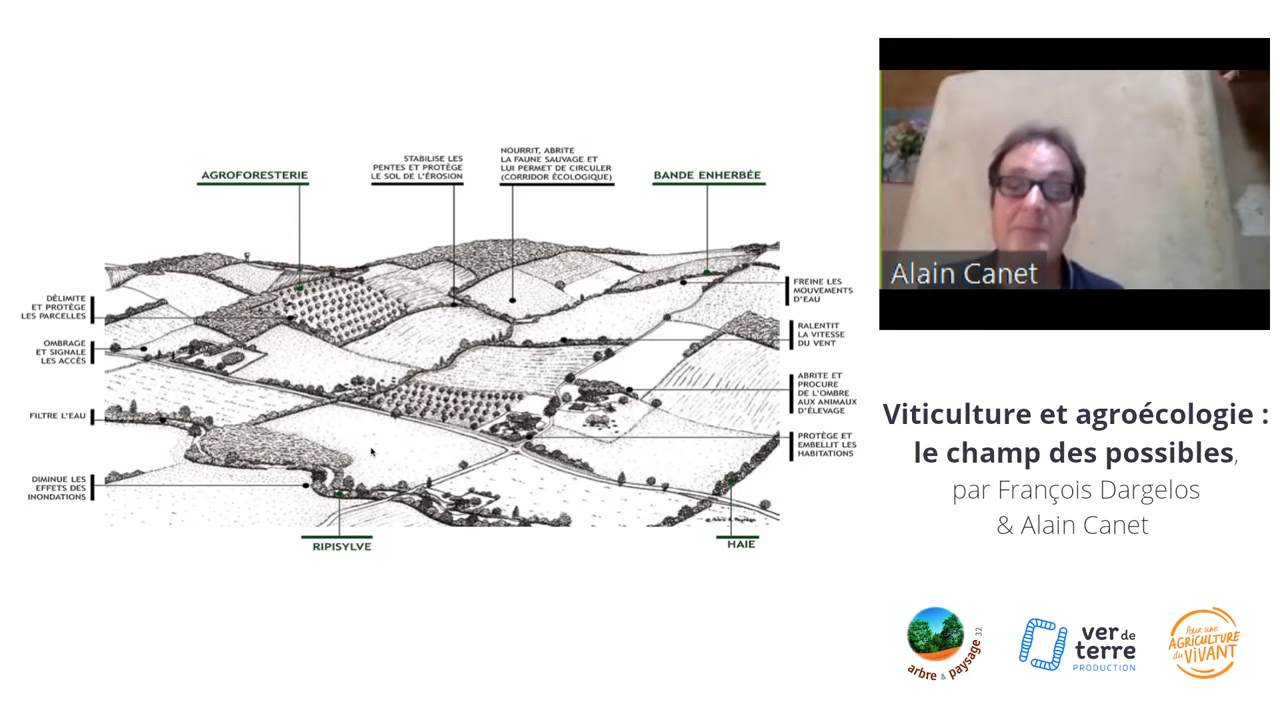 AGROFORESTERIE
STABILISE LES
PENTES ET PROTÈGE
LE SOL DE L'ÉROSION
NOURRIT, ABRITE
LA FAUNE SAUVAGE ET
LUI PERMET DE CIRCULER
(CORRIDOR ÉCOLOGIQUE)
BANDE ENHERBÉE
DÉLIMITE
ET PROTÈGE
LES PARCELLES
OMBRAGE
ET SIGNALE
LES ACCÈS
FILTRE L'EAU
DIMINUE LES
EFFETS DES
INONDATIONS
FREINE LES
MOUVEMENTS
D'EAU
RALENTIT
LA VITESSE
DU VENT
ABRITE ET
PROCURE
DE L'OMBRE
AUX ANIMAUX
D'ÉLEVAGE
PROTÈGE ET
EMBELLIT LES
HABITATIONS
© Arbre & Paysage
RIPISYLVE
HAIE
Alain Canet
Viticulture et agroécologie :
le champ des possibles,
par François Dargelos
& Alain Canet
arbre & paysage 32
ver de
terre
PRODUCTION
Pour une
AGRICULTURE
du ViVANT